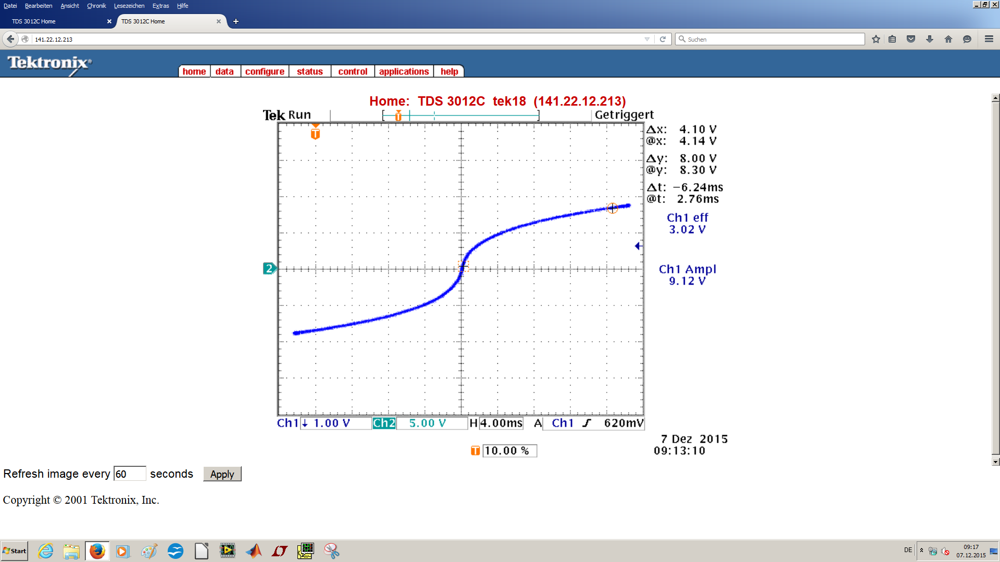 Datei Bearbeiten Ansicht Chronik Lesezeichen Extras Hilfe
TDS 3012C Home TDS 3012C Home
141.22.12.213 Suchen
Tektronix®
home data configure status control applications help
Home: TDS 3012C tek18 (141.22.12.213)
Tek Run Getriggert
T
T
Δx: 4.10 V
@x: 4.14 V
Δy: 8.00 V
@y: 8.30 V
Δt: −6.24ms
@t: 2.76ms
Ch1 eff
3.02 V
2
Ch1 Ampl
9.12 V
Ch1 ↓ 1.00 V Ch2 5.00 V H 4.00ms A Ch1 620mV
7 Dez 2015
T 10.00 % 09:13:10
Refresh image every 60 seconds Apply
Copyright © 2001 Tektronix, Inc.
Start DE 09:17
07.12.2015